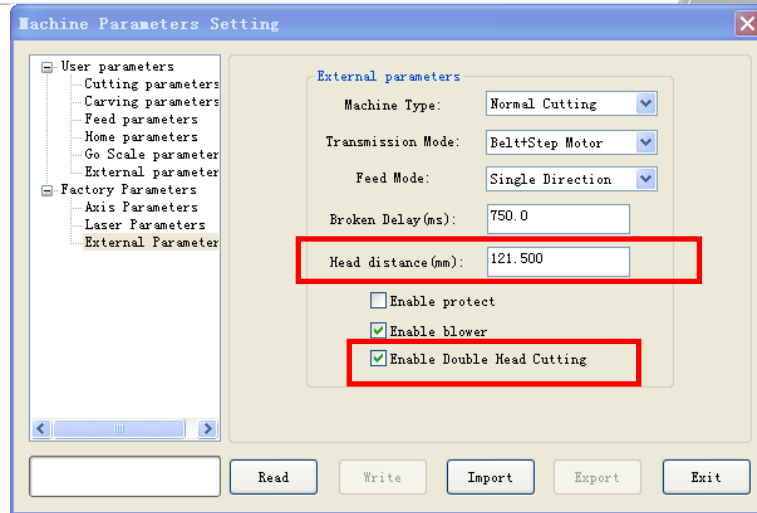 Machine Parameters Setting
User parameters
Cutting parameters
Carving parameters
Feed parameters
Home parameters
Go Scale parameter
External parameter
Factory Parameters
Axis Parameters
Laser Parameters
External Parameter
External parameters
Machine Type: Normal Cutting
Transmission Mode: Belt+Step Motor
Feed Mode: Single Direction
Broken Delay(ms): 750.0
Head distance(mm): 121.500
Enable protect
Enable blower
Enable Double Head Cutting
Read Write Import Export Exit